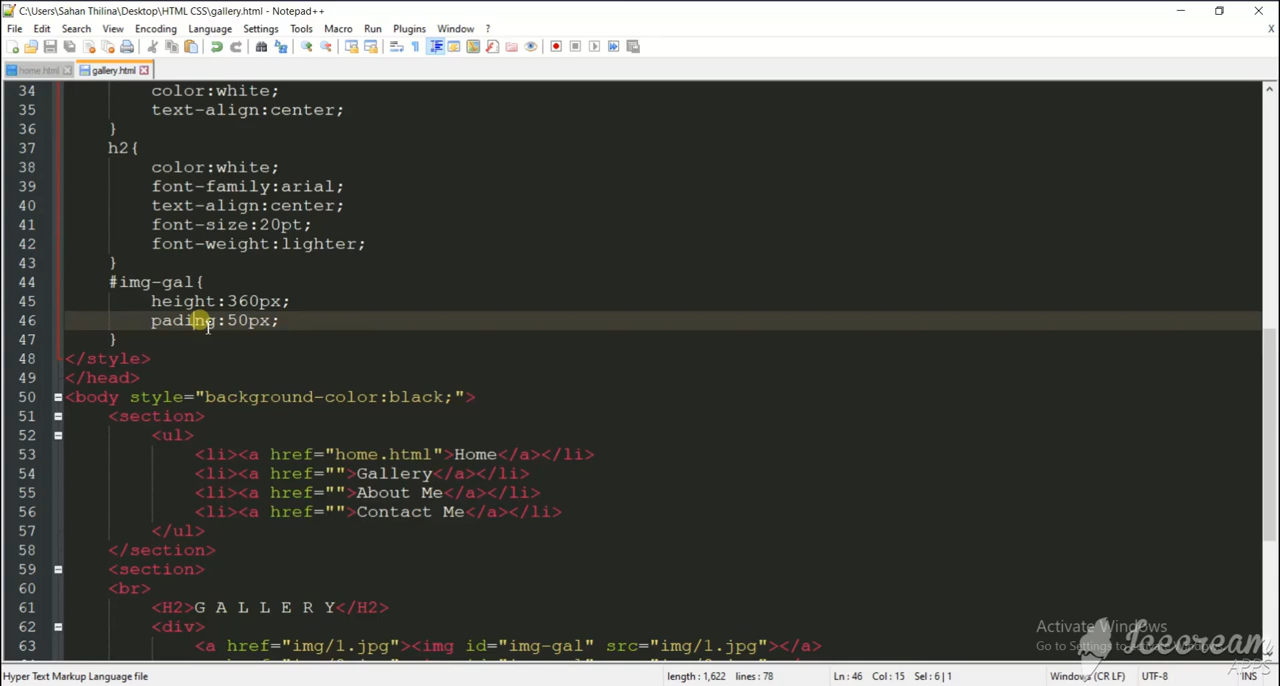 C:\Users\Sahan Thilina\Desktop\HTML CSS\gallery.html - Notepad++
File Edit Search View Encoding Language Settings Tools Macro Run Plugins Window ? X
home.html gallery.html
34 color:white;
35 text-align:center;
36 }
37 h2{
38 color:white;
39 font-family:arial;
40 text-align:center;
41 font-size:20pt;
42 font-weight:lighter;
43 }
44 #img-gal{
45 height:360px;
46 pading:50px;
47 }
48 </style>
49 </head>
50 <body style="background-color:black;">
51 <section>
52 <ul>
53 <li><a href="home.html">Home</a></li>
54 <li><a href="">Gallery</a></li>
55 <li><a href="">About Me</a></li>
56 <li><a href="">Contact Me</a></li>
57 </ul>
58 </section>
59 <section>
60 <br>
61 <H2>G A L L E R Y</H2>
62 <div>
63 <a href="img/1.jpg"><img id="img-gal" src="img/1.jpg"></a>
Activate Windows
Go to Settings to activate Windows.
Icecream
APPS
Hyper Text Markup Language file length : 1,622 lines : 78 Ln : 46 Col : 15 Sel : 6 | 1 Windows (CR LF) UTF-8 INS